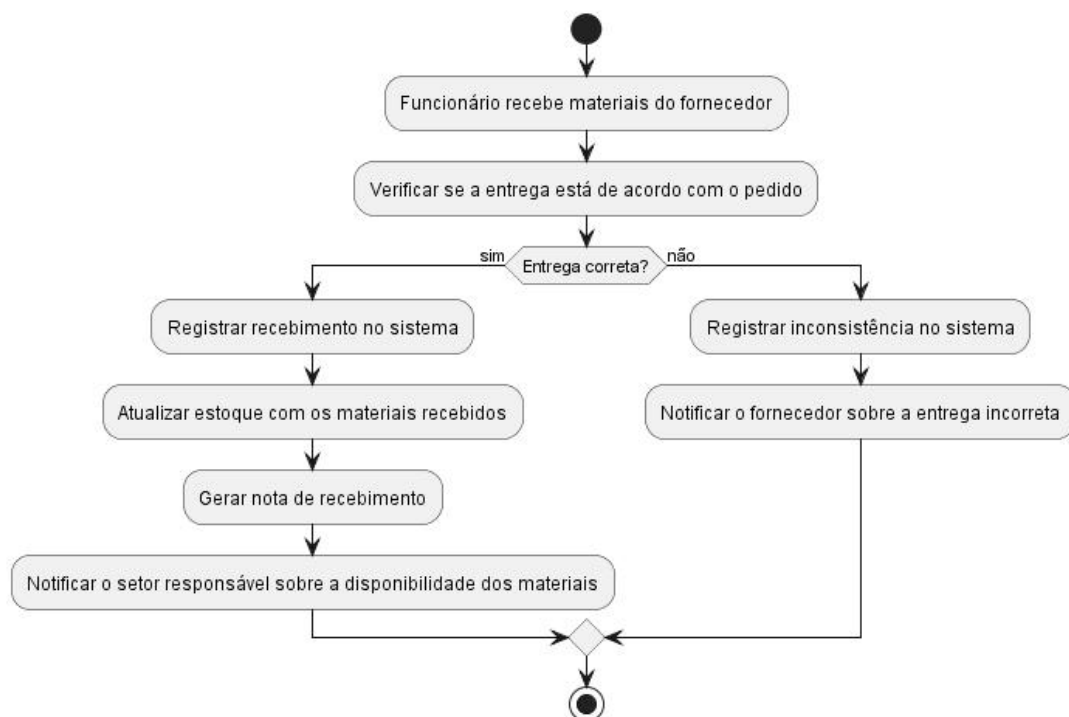 Funcionário recebe materiais do fornecedor
Verificar se a entrega está de acordo com o pedido
sim
Entrega correta?
não
Registrar recebimento no sistema
Atualizar estoque com os materiais recebidos
Gerar nota de recebimento
Notificar o setor responsável sobre a disponibilidade dos materiais
Registrar inconsistência no sistema
Notificar o fornecedor sobre a entrega incorreta